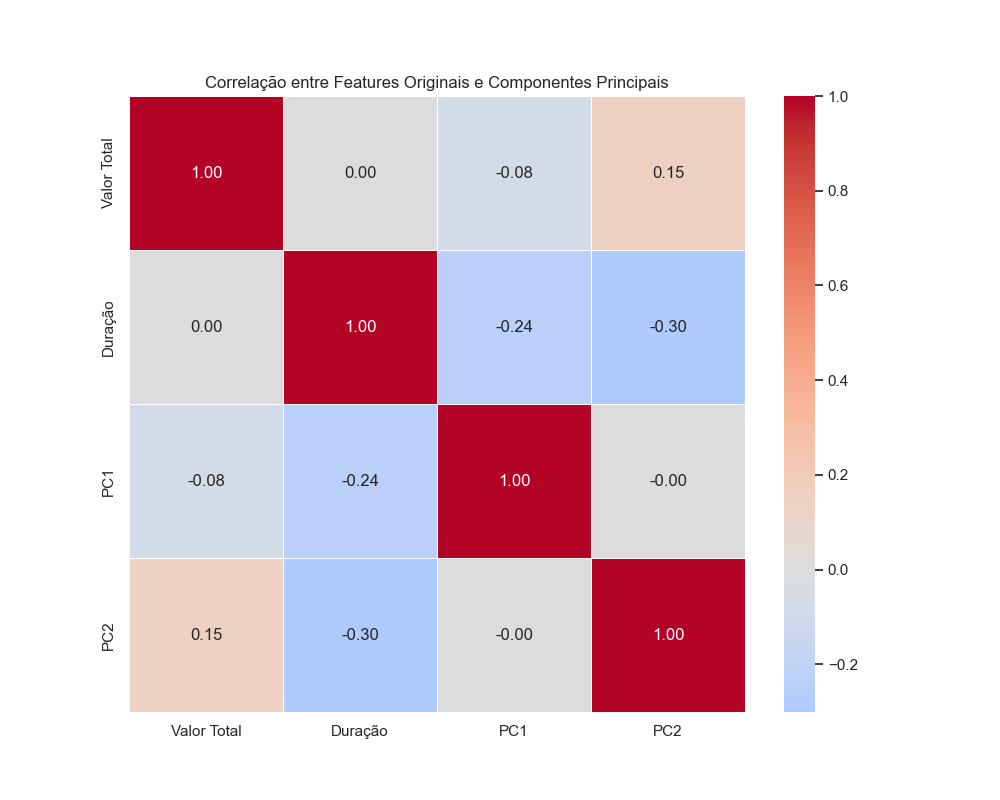 Correlação entre Features Originais e Componentes Principais
Valor Total
1.00
0.00
-0.08
0.15
Duração
0.00
1.00
-0.24
-0.30
PC1
-0.08
-0.24
1.00
-0.00
PC2
0.15
-0.30
-0.00
1.00
Valor Total
Duração
PC1
PC2
1.0
0.8
0.6
0.4
0.2
0.0
−0.2